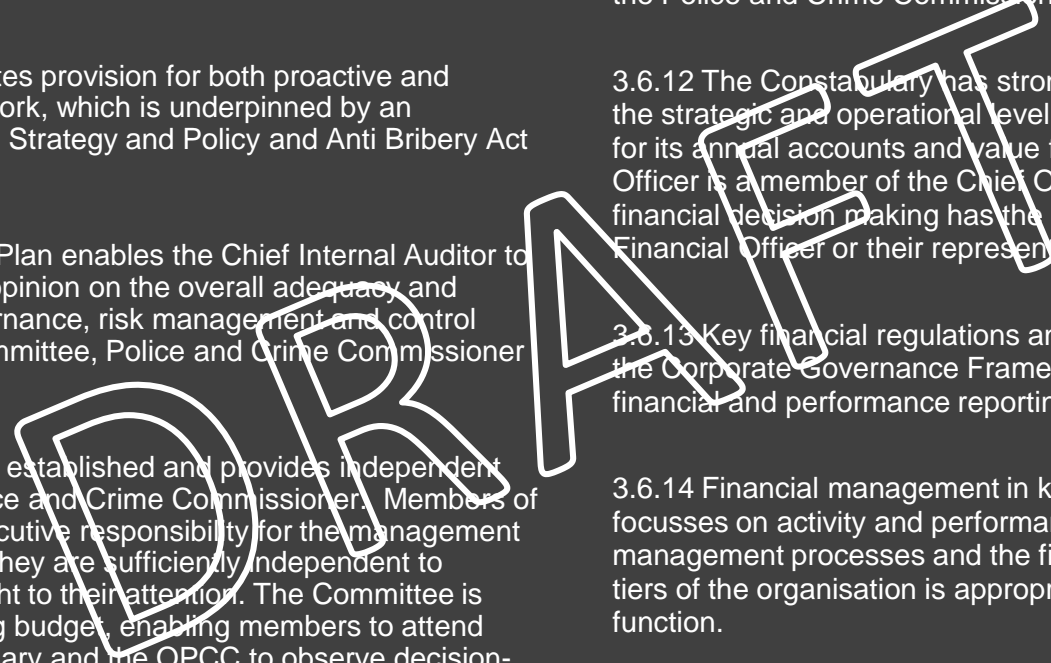 tes provision for both proactive and
ork, which is underpinned by an
Strategy and Policy and Anti Bribery Act
Plan enables the Chief Internal Auditor to
opinion on the overall adequacy and
rnance, risk management and control
mmittee, Police and Crime Commissioner
established and provides independent
ce and Crime Commissioner. Members of
cutive responsibility for the management
they are sufficiently independent to
ht to their attention. The Committee is
g budget, enabling members to attend
ary and the OPCC to observe decision-
the Police and Crime Commission
3.6.12 The Constabulary has stron
the strategic and operational level
for its annual accounts and value f
Officer is a member of the Chief O
financial decision making has the
Financial Officer or their represen
3.6.13 Key financial regulations an
the Corporate Governance Frame
financial and performance reportin
3.6.14 Financial management in k
focusses on activity and performa
management processes and the fi
tiers of the organisation is appropr
function.
DRAFT